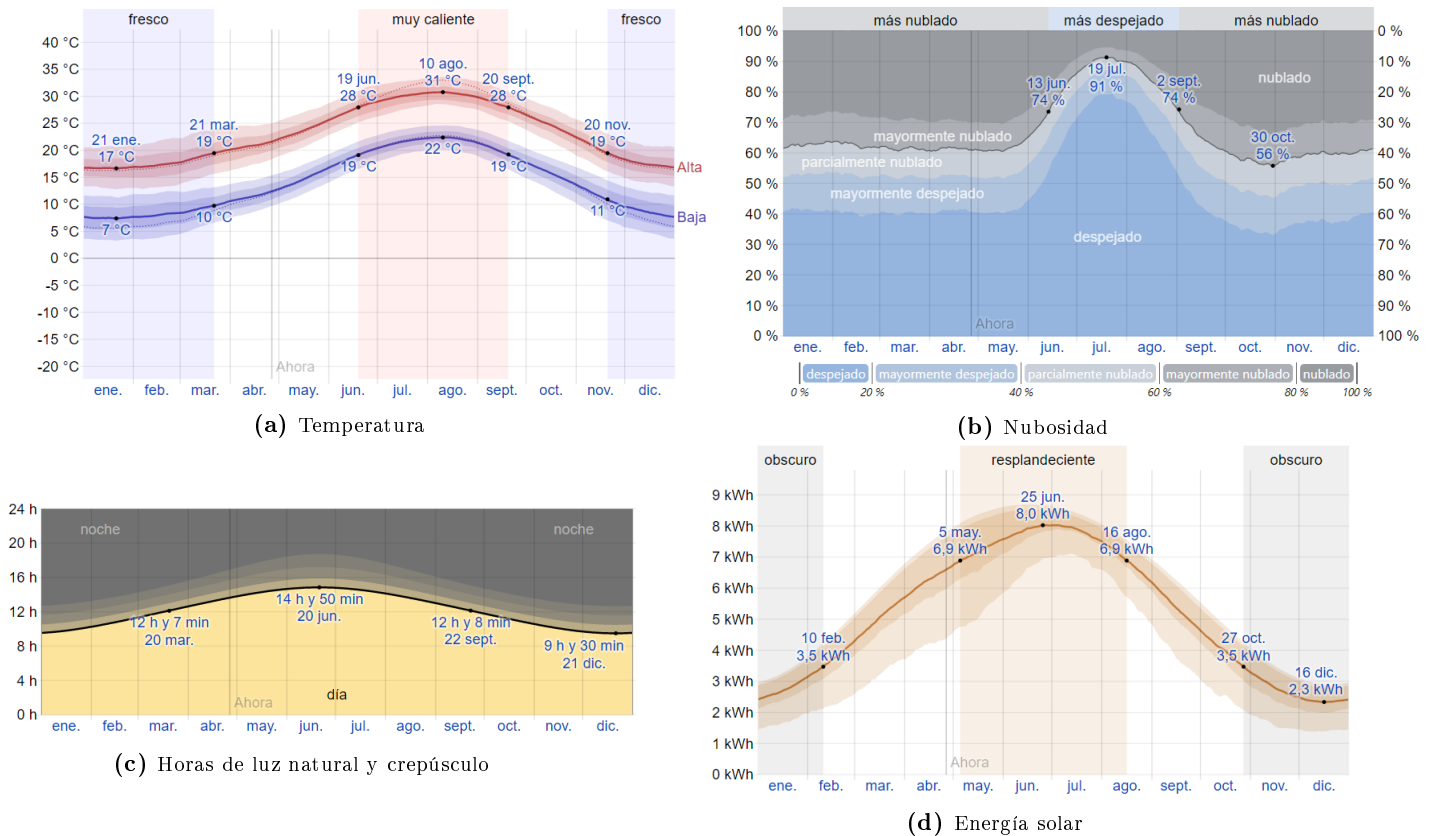 fresco muy caliente fresco
40 °C
35 °C
30 °C
25 °C
20 °C
15 °C
10 °C
5 °C
0 °C
-5 °C
-10 °C
-15 °C
-20 °C
21 ene.
17 °C
21 mar.
19 °C
19 jun.
28 °C
10 ago.
31 °C
20 sept.
28 °C
20 nov.
19 °C
7 °C
10 °C
19 °C
22 °C
19 °C
11 °C
Alta
Baja
Ahora
ene. feb. mar. abr. may. jun. jul. ago. sept. oct. nov. dic.
(a) Temperatura
más nublado más despejado más nublado
100 % 0 %
90 % 10 %
80 % 20 %
70 % 30 %
60 % 40 %
50 % 50 %
40 % 60 %
30 % 70 %
20 % 80 %
10 % 90 %
0 % 100 %
13 jun.
74 %
19 jul.
91 %
2 sept.
74 %
30 oct.
56 %
nublado
mayormente nublado
parcialmente nublado
mayormente despejado
despejado
Ahora
ene. feb. mar. abr. may. jun. jul. ago. sept. oct. nov. dic.
despejado mayormente despejado parcialmente nublado mayormente nublado nublado
0 % 20 % 40 % 60 % 80 % 100 %
(b) Nubosidad
24 h
20 h
16 h
12 h
8 h
4 h
0 h
noche noche
12 h y 7 min
20 mar.
14 h y 50 min
20 jun.
12 h y 8 min
22 sept.
9 h y 30 min
21 dic.
día
Ahora
ene. feb. mar. abr. may. jun. jul. ago. sept. oct. nov. dic.
(c) Horas de luz natural y crepúsculo
obscuro resplandeciente obscuro
9 kWh
8 kWh
7 kWh
6 kWh
5 kWh
4 kWh
3 kWh
2 kWh
1 kWh
0 kWh
10 feb.
3,5 kWh
5 may.
6,9 kWh
25 jun.
8,0 kWh
16 ago.
6,9 kWh
27 oct.
3,5 kWh
16 dic.
2,3 kWh
Ahora
ene. feb. mar. abr. may. jun. jul. ago. sept. oct. nov. dic.
(d) Energía solar